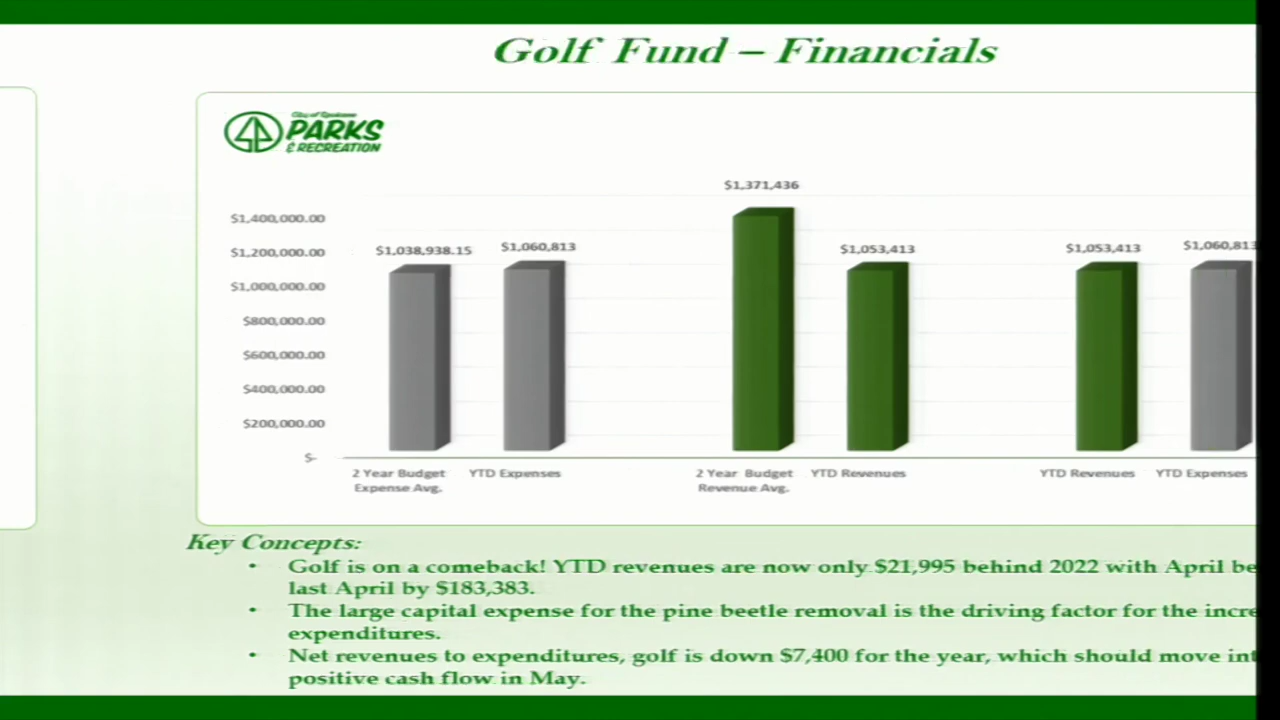 Golf Fund – Financials
City of Spokane
PARKS
& RECREATION
$1,371,436
$1,400,000.00
$1,200,000.00
$1,000,000.00
$800,000.00
$600,000.00
$400,000.00
$200,000.00
$-
$1,038,938.15 $1,060,813 $1,053,413 $1,053,413 $1,060,813
2 Year Budget Expense Avg. YTD Expenses 2 Year Budget Revenue Avg. YTD Revenues YTD Revenues YTD Expenses
Key Concepts:
• Golf is on a comeback! YTD revenues are now only $21,995 behind 2022 with April be
last April by $183,383.
• The large capital expense for the pine beetle removal is the driving factor for the incre
expenditures.
• Net revenues to expenditures, golf is down $7,400 for the year, which should move int
positive cash flow in May.